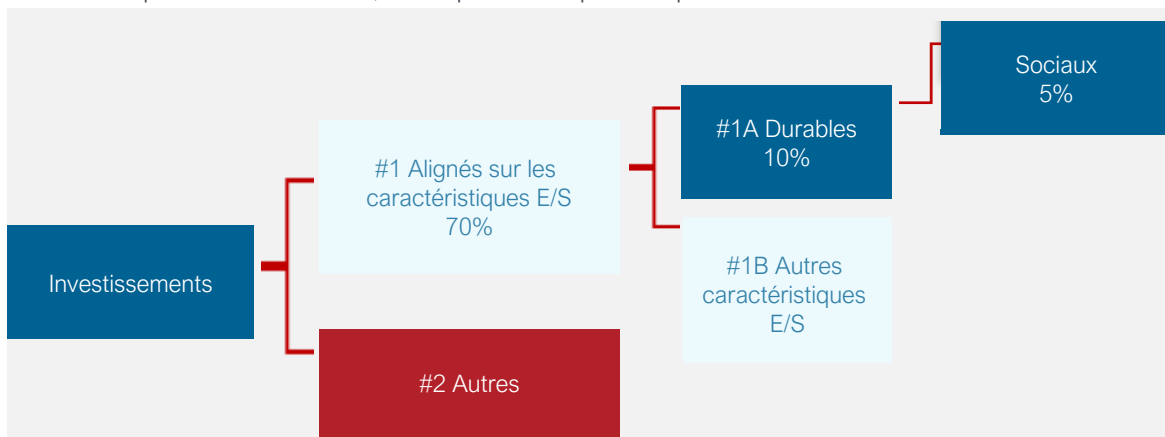 Sociaux
5%
#1A Durables
10%
#1 Alignés sur les
caractéristiques E/S
70%
#1B Autres
caractéristiques
E/S
Investissements
#2 Autres